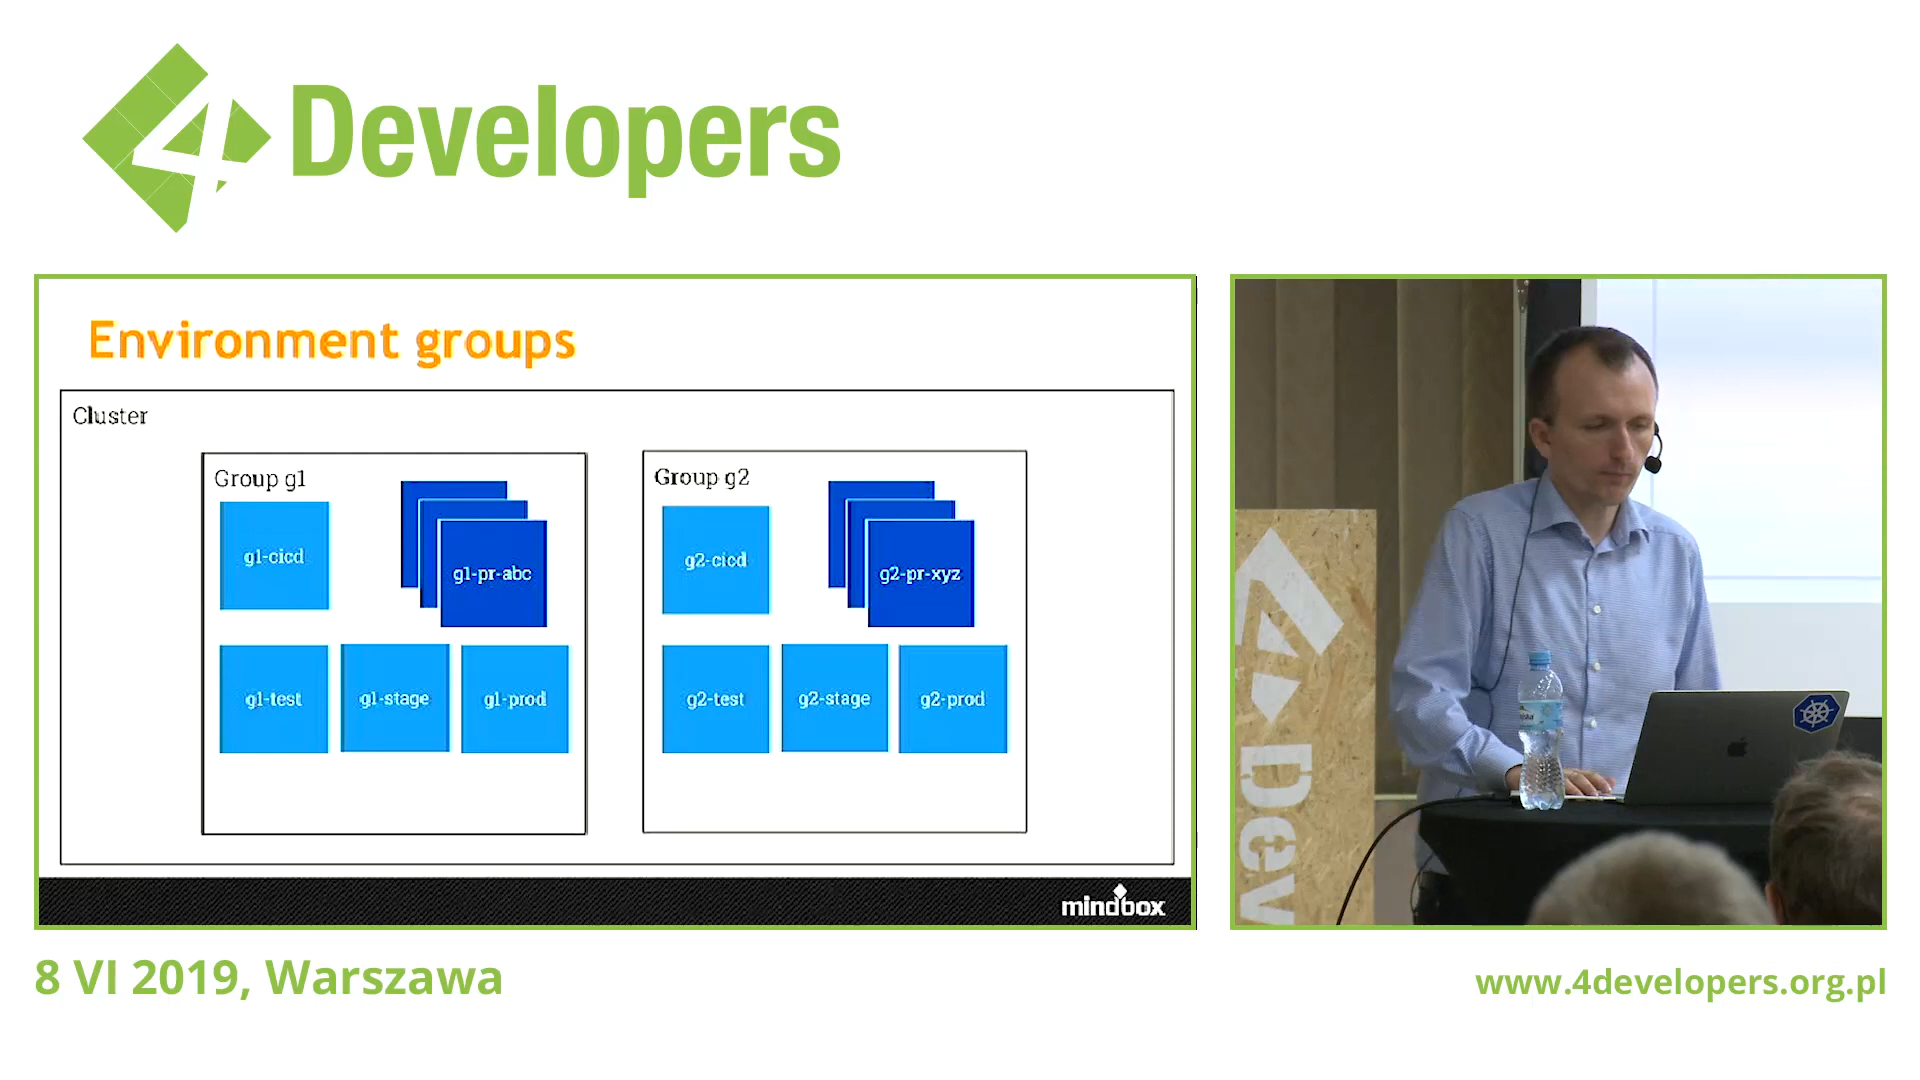 4Developers
Environment groups
Cluster
Group g1
g1-cicd
g1-pr-abc
g1-test
g1-stage
g1-prod
Group g2
g2-cicd
g2-pr-xyz
g2-test
g2-stage
g2-prod
mindbox
4 Dev
8 VI 2019, Warszawa
www.4developers.org.pl